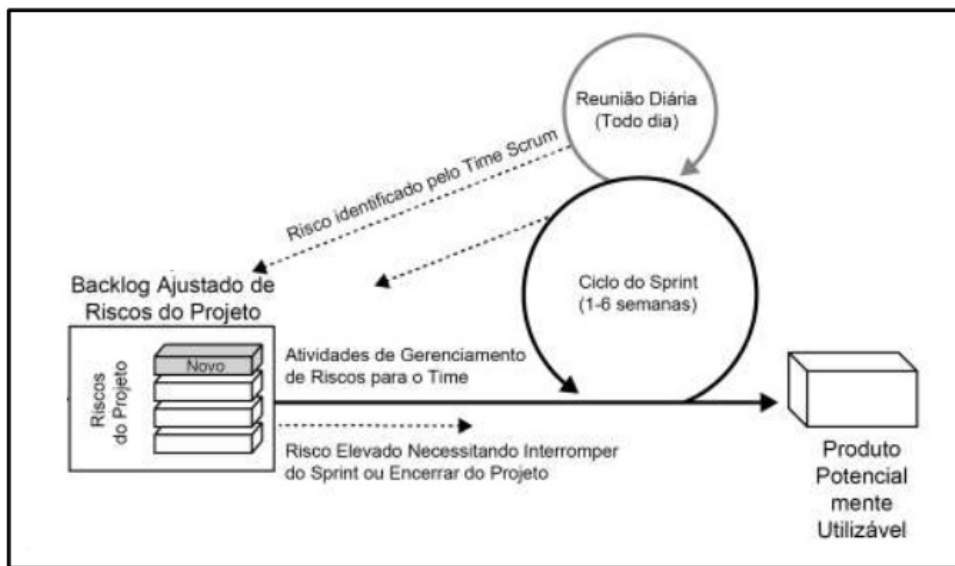 Reunião Diária
(Todo dia)
Risco identificado pelo Time Scrum
Ciclo do Sprint
(1-6 semanas)
Backlog Ajustado de
Riscos do Projeto
Riscos
do Projeto
Novo
Atividades de Gerenciamento
de Riscos para o Time
Risco Elevado Necessitando Interromper
do Sprint ou Encerrar do Projeto
Produto
Potencial
mente
Utilizável